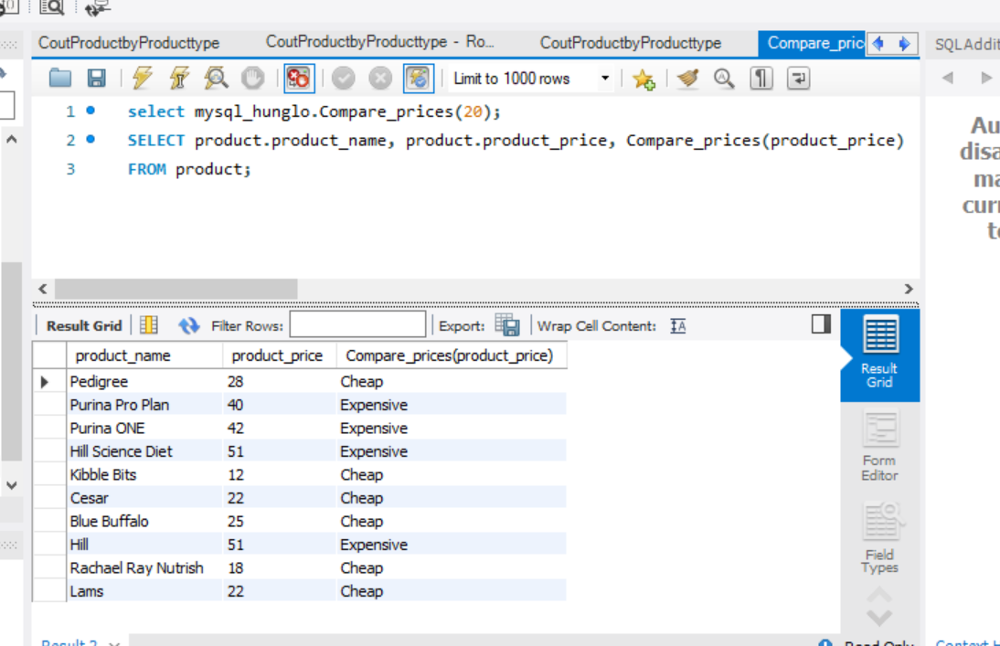 CoutProductbyProducttype CoutProductbyProducttype - Ro... CoutProductbyProducttype Compare_pric SQLAddit
Limit to 1000 rows
1 select mysql_hunglo.Compare_prices(20);
2 SELECT product.product_name, product.product_price, Compare_prices(product_price)
3 FROM product;
Au
disa
ma
curr
t
Result Grid Filter Rows: Export: Wrap Cell Content:
product_name product_price Compare_prices(product_price)
Pedigree 28 Cheap
Purina Pro Plan 40 Expensive
Purina ONE 42 Expensive
Hill Science Diet 51 Expensive
Kibble Bits 12 Cheap
Cesar 22 Cheap
Blue Buffalo 25 Cheap
Hill 51 Expensive
Rachael Ray Nutrish 18 Cheap
Lams 22 Cheap
Result
Grid
Form
Editor
Field
Types
Result 2 Read Only Context H